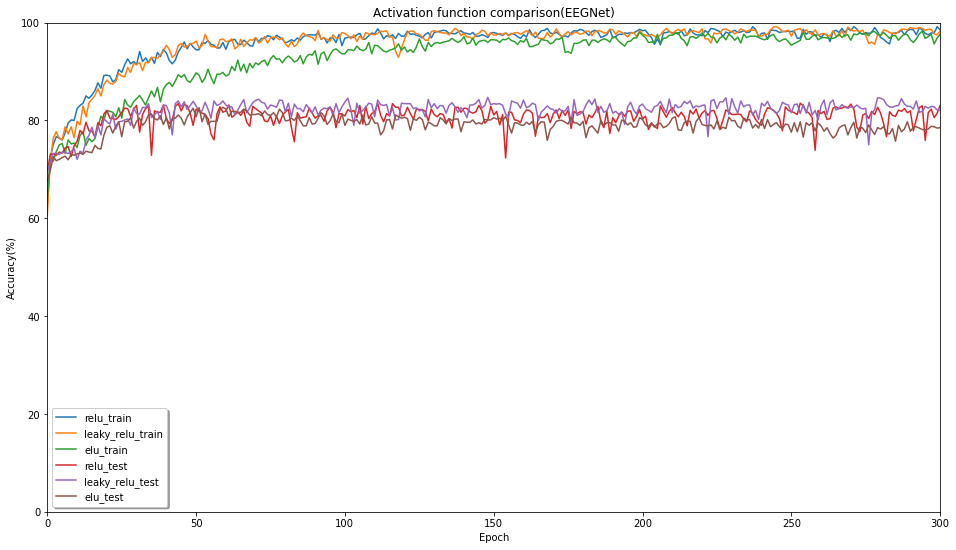 Activation function comparison(EEGNet)
100
80
60
40
20
0
Accuracy(%)
relu_train
leaky_relu_train
elu_train
relu_test
leaky_relu_test
elu_test
0 50 100 150 200 250 300
Epoch